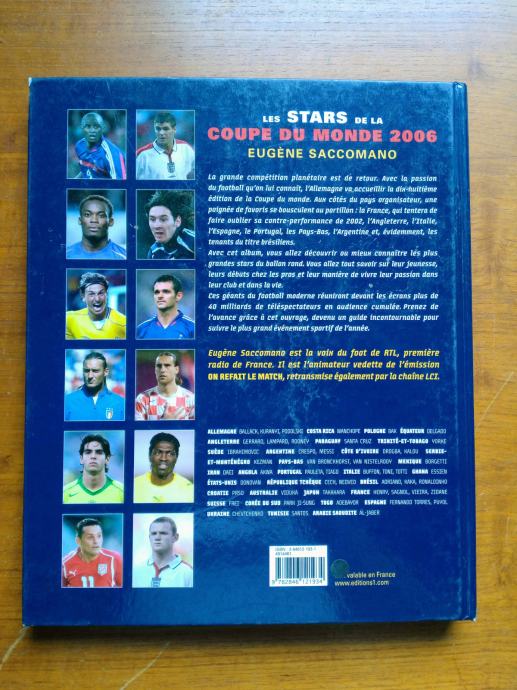 LES STARS DE LA
COUPE DU MONDE 2006
EUGÈNE SACCOMANO
La grande compétition planétaire est de retour. Avec la passion
du football qu'on lui connaît, l'Allemagne va accueillir la dix-huitième
édition de la Coupe du monde. Aux côtés du pays organisateur, une
poignée de favoris se bousculent au portillon : la France, qui tentera de
faire oublier sa contre-performance de 2002, l'Angleterre, l'Italie,
l'Espagne, le Portugal, les Pays-Bas, l'Argentine et, évidemment, les
tenants du titre brésiliens.
Avec cet album, vous allez découvrir ou mieux connaître les plus
grandes stars du ballon rond. Vous allez tout savoir sur leur jeunesse,
leurs débuts chez les pros et leur manière de vivre leur passion dans
leur club et dans la vie.
Ces géants du football moderne réuniront devant les écrans plus de
40 milliards de téléspectateurs en audience cumulée. Prenez de
l'avance grâce à cet ouvrage, devenu un guide incontournable pour
suivre le plus grand événement sportif de l'année.
Eugène Saccomano est la voix du foot de RTL, première
radio de France. Il est l'animateur vedette de l'émission
ON REFAIT LE MATCH, retransmise également par la chaîne LCI.
ALLEMAGNE BALLACK, KURANYI, PODOLSKI COSTA RICA WANCHOPE POLOGNE BAK ÉQUATEUR DELGADO
ANGLETERRE GERRARD, LAMPARD, ROONEY PARAGUAY SANTA CRUZ TRINITÉ-ET-TOBAGO YORKE
SUÈDE IBRAHIMOVIC ARGENTINE CRESPO, MESSI CÔTE D'IVOIRE DROGBA, KALOU SERBIE-
ET-MONTÉNÉGRO KEZMAN PAYS-BAS VAN BRONCKHORST, VAN NISTELROOY MEXIQUE BORGETTI
IRAN DAEI ANGOLA AKWA PORTUGAL PAULETA, TIAGO ITALIE BUFFON, TONI, TOTTI GHANA ESSIEN
ÉTATS-UNIS DONOVAN RÉPUBLIQUE TCHÈQUE CECH, NEDVED BRÉSIL ADRIANO, KAKA, RONALDINHO
CROATIE PRSO AUSTRALIE VIDUKA JAPON TAKAHARA FRANCE HENRY, SAGNOL, VIEIRA, ZIDANE
SUISSE FREI CORÉE DU SUD PARK JI-SUNG TOGO ADEBAYOR ESPAGNE FERNANDO TORRES, PUYOL
UKRAINE CHEVTCHENKO TUNISIE SANTOS ARABIE SAOUDITE AL-JABER
11
ISBN : 2-84612-193-1
9 782846 121934
valable en France
www.editions1.com